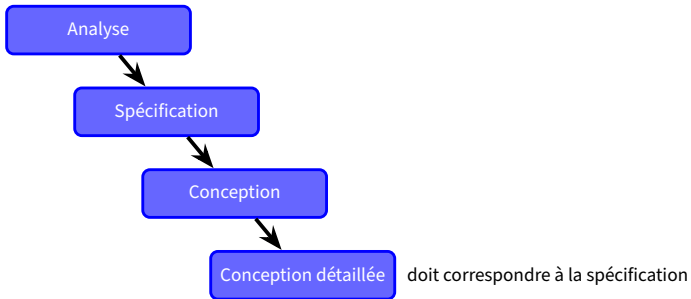 Analyse
Spécification
Conception
Conception détaillée doit correspondre à la spécification